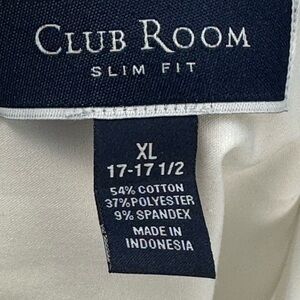 CLUB ROOM
SLIM FIT
XL
17-17 1/2
54% COTTON
37% POLYESTER
9% SPANDEX
MADE IN
INDONESIA